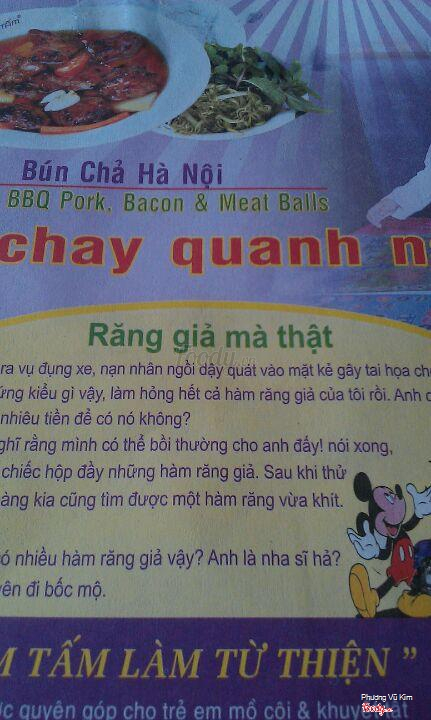 Bún Chả Hà Nội
BBQ Pork, Bacon & Meat Balls
chay quanh n
Răng giả mà thật
foody.vn
ra vụ đụng xe, nạn nhân ngồi dậy quát vào mặt kẻ gây tai họa ch
ứng kiểu gì vậy, làm hỏng hết cả hàm răng giả của tôi rồi. Anh c
nhiêu tiền để có nó không?
ghĩ rằng mình có thể bồi thường cho anh đấy! nói xong,
chiếc hộp đầy những hàm răng giả. Sau khi thử
àng kia cũng tìm được một hàm răng vừa khít.
ó nhiều hàm răng giả vậy? Anh là nha sĩ hả?
yên đi bốc mộ.
M TẤM LÀM TỪ THIỆN ”
ợc quyên góp cho trẻ em mồ côi & khuyết tật
Phương Vũ Kim
foody.vn